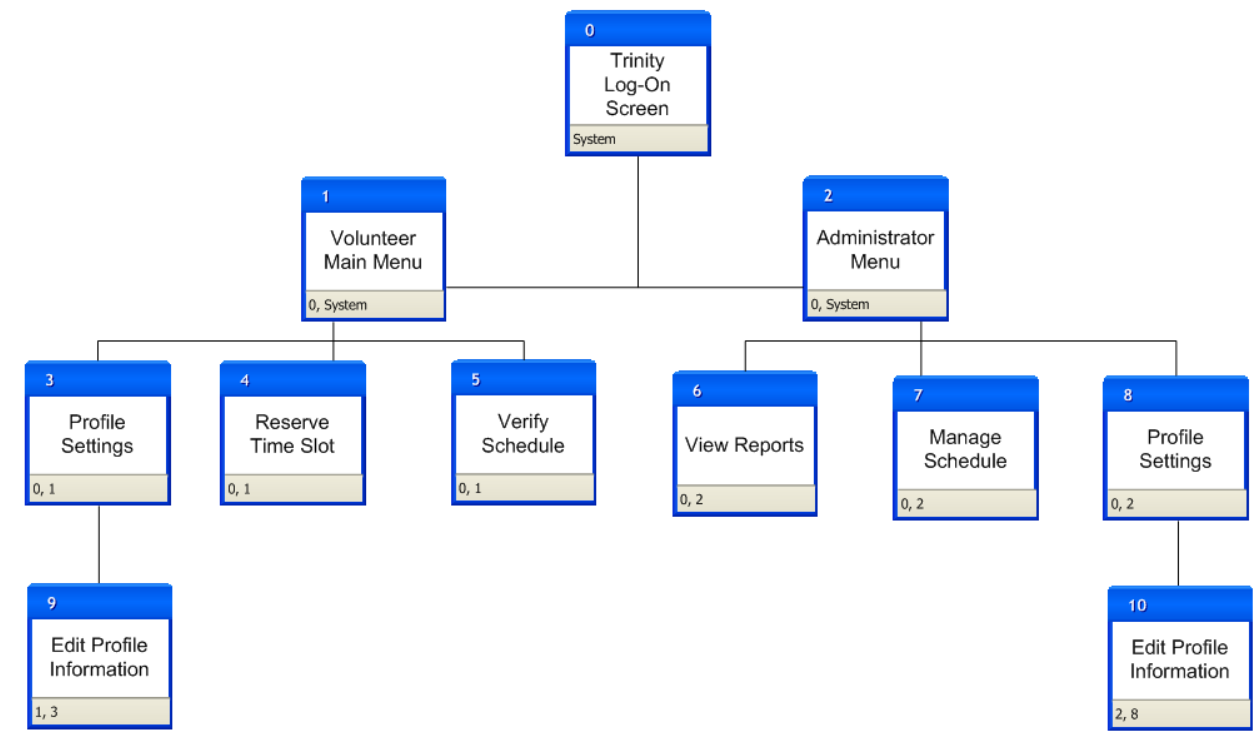 0
Trinity
Log-On
Screen
System
1
Volunteer
Main Menu
0, System
2
Administrator
Menu
0, System
3
Profile
Settings
0, 1
4
Reserve
Time Slot
0, 1
5
Verify
Schedule
0, 1
6
View Reports
0, 2
7
Manage
Schedule
0, 2
8
Profile
Settings
0, 2
9
Edit Profile
Information
1, 3
10
Edit Profile
Information
2, 8